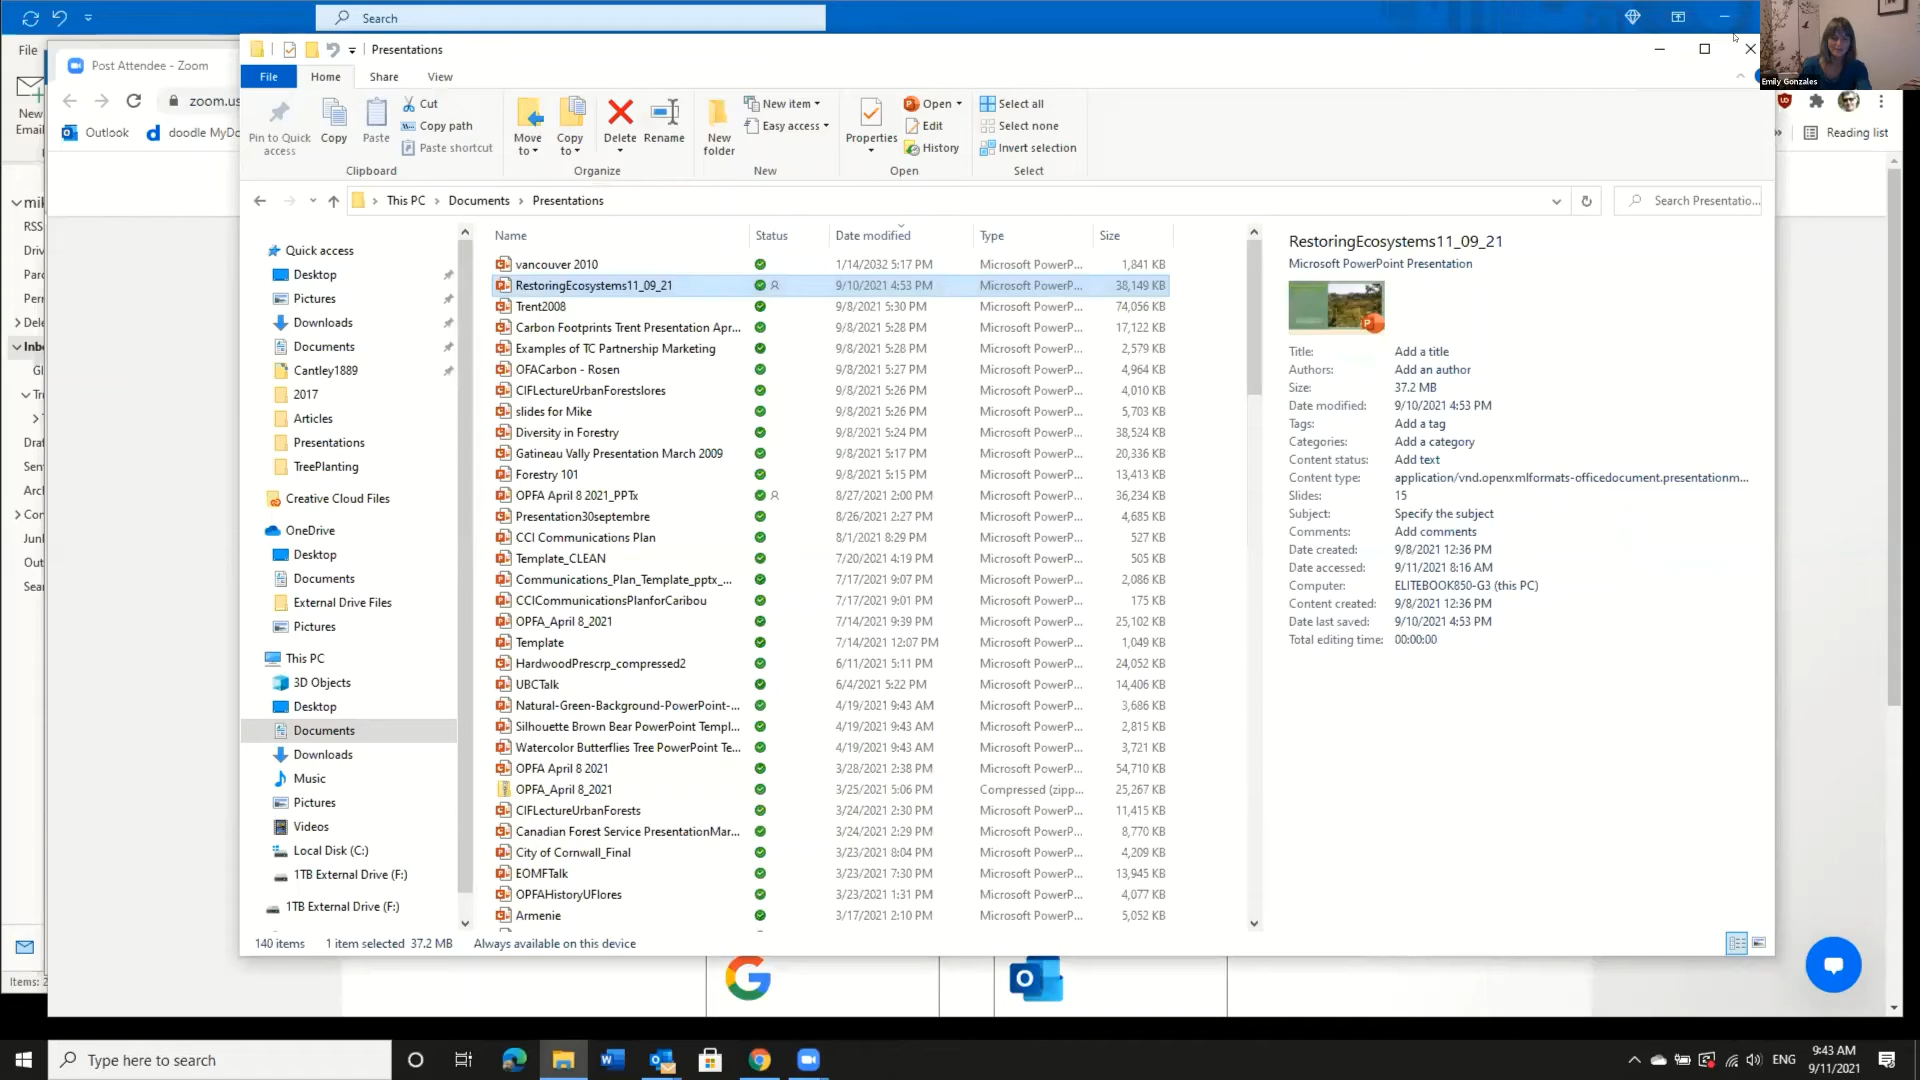 Search
Emily Gonzales
File
New
Email
mik
RSS
Driv
Parc
Pern
Dele
Inbo
Draf
Sen
Arc
Con
Junl
Out
Sear
Items: 2
Post Attendee - Zoom
zoom.us
Outlook
doodle MyDo
Reading list
Presentations
File
Home
Share
View
Pin to Quick access
Copy
Paste
Cut
Copy path
Paste shortcut
Clipboard
Move to
Copy to
Delete
Rename
Organize
New folder
New item
Easy access
New
Properties
Open
Edit
History
Open
Select all
Select none
Invert selection
Select
This PC > Documents > Presentations
Search Presentatio...
Quick access
Desktop
Pictures
Downloads
Documents
Cantley1889
2017
Articles
Presentations
TreePlanting
Creative Cloud Files
OneDrive
Desktop
Documents
External Drive Files
Pictures
This PC
3D Objects
Desktop
Documents
Downloads
Music
Pictures
Videos
Local Disk (C:)
1TB External Drive (F:)
1TB External Drive (F:)
Name Status Date modified Type Size
vancouver 2010 1/14/2032 5:17 PM Microsoft PowerP... 1,841 KB
RestoringEcosystems11_09_21 9/10/2021 4:53 PM Microsoft PowerP... 38,149 KB
Trent2008 9/8/2021 5:30 PM Microsoft PowerP... 74,056 KB
Carbon Footprints Trent Presentation Apr... 9/8/2021 5:28 PM Microsoft PowerP... 17,122 KB
Examples of TC Partnership Marketing 9/8/2021 5:28 PM Microsoft PowerP... 2,579 KB
OFACarbon - Rosen 9/8/2021 5:27 PM Microsoft PowerP... 4,964 KB
CIFLectureUrbanForestslores 9/8/2021 5:26 PM Microsoft PowerP... 4,010 KB
slides for Mike 9/8/2021 5:26 PM Microsoft PowerP... 5,703 KB
Diversity in Forestry 9/8/2021 5:24 PM Microsoft PowerP... 38,524 KB
Gatineau Vally Presentation March 2009 9/8/2021 5:17 PM Microsoft PowerP... 20,336 KB
Forestry 101 9/8/2021 5:15 PM Microsoft PowerP... 13,413 KB
OPFA April 8 2021_PPTx 8/27/2021 2:00 PM Microsoft PowerP... 36,234 KB
Presentation30septembre 8/26/2021 2:27 PM Microsoft PowerP... 4,685 KB
CCI Communications Plan 8/1/2021 8:29 PM Microsoft PowerP... 527 KB
Template_CLEAN 7/20/2021 4:19 PM Microsoft PowerP... 505 KB
Communications_Plan_Template_pptx_... 7/17/2021 9:07 PM Microsoft PowerP... 2,086 KB
CCICommunicationsPlanforCaribou 7/17/2021 9:01 PM Microsoft PowerP... 175 KB
OPFA_April 8_2021 7/14/2021 9:39 PM Microsoft PowerP... 25,102 KB
Template 7/14/2021 12:07 PM Microsoft PowerP... 1,049 KB
HardwoodPrescrp_compressed2 6/11/2021 5:11 PM Microsoft PowerP... 24,052 KB
UBCTalk 6/4/2021 5:22 PM Microsoft PowerP... 14,406 KB
Natural-Green-Background-PowerPoint-... 4/19/2021 9:43 AM Microsoft PowerP... 3,686 KB
Silhouette Brown Bear PowerPoint Templ... 4/19/2021 9:43 AM Microsoft PowerP... 2,815 KB
Watercolor Butterflies Tree PowerPoint Te... 4/19/2021 9:43 AM Microsoft PowerP... 3,721 KB
OPFA April 8 2021 3/28/2021 2:38 PM Microsoft PowerP... 54,710 KB
OPFA_April_8_2021 3/25/2021 5:06 PM Compressed (zipp... 25,267 KB
CIFLectureUrbanForests 3/24/2021 2:30 PM Microsoft PowerP... 11,415 KB
Canadian Forest Service PresentationMar... 3/24/2021 2:29 PM Microsoft PowerP... 8,770 KB
City of Cornwall_Final 3/23/2021 8:04 PM Microsoft PowerP... 4,209 KB
EOMFTalk 3/23/2021 7:30 PM Microsoft PowerP... 13,945 KB
OPFAHistoryUFlores 3/23/2021 1:31 PM Microsoft PowerP... 4,077 KB
Armenie 3/17/2021 2:10 PM Microsoft PowerP... 5,052 KB
RestoringEcosystems11_09_21
Microsoft PowerPoint Presentation
Title: Add a title
Authors: Add an author
Size: 37.2 MB
Date modified: 9/10/2021 4:53 PM
Tags: Add a tag
Categories: Add a category
Content status: Add text
Content type: application/vnd.openxmlformats-officedocument.presentationm...
Slides: 15
Subject: Specify the subject
Comments: Add comments
Date created: 9/8/2021 12:36 PM
Date accessed: 9/11/2021 8:16 AM
Computer: ELITEBOOK850-G3 (this PC)
Content created: 9/8/2021 12:36 PM
Date last saved: 9/10/2021 4:53 PM
Total editing time: 00:00:00
140 items 1 item selected 37.2 MB Always available on this device
Type here to search
ENG
9:43 AM
9/11/2021